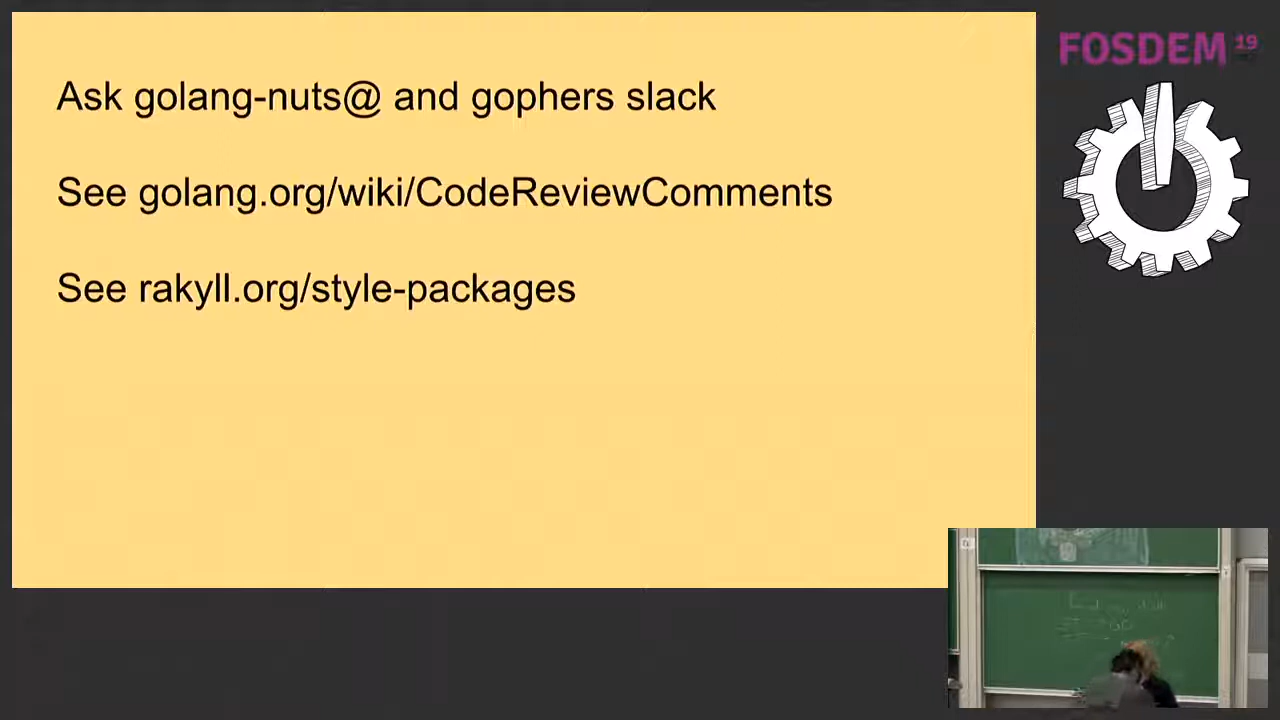 Ask golang-nuts@ and gophers slack
See golang.org/wiki/CodeReviewComments
See rakyll.org/style-packages
FOSDEM 19